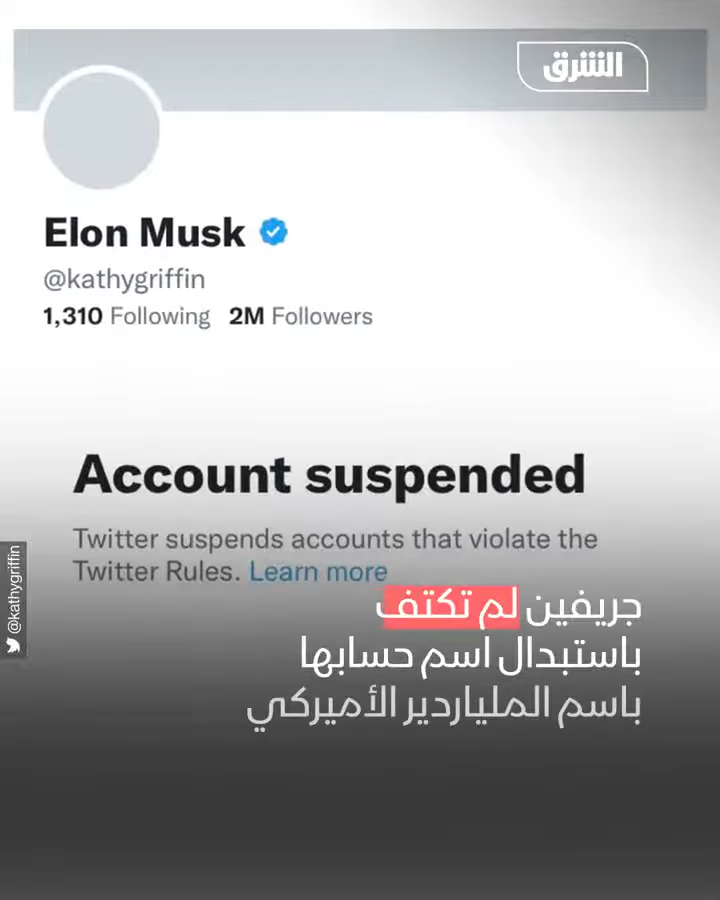 الشرق
Elon Musk
@kathygriffin
1,310 Following 2M Followers
Account suspended
Twitter suspends accounts that violate the
Twitter Rules. Learn more
@kathygriffin
جريفين لم تكتف
باستبدال اسم حسابها
باسم الملياردير الأميركي